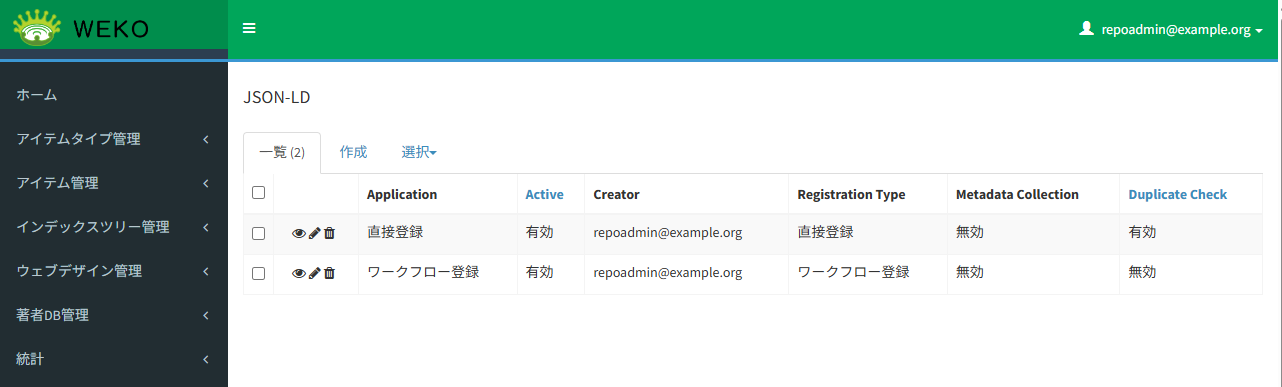 WEKO
repoadmin@example.org
ホーム
アイテムタイプ管理
アイテム管理
インデックスツリー管理
ウェブデザイン管理
著者DB管理
統計
JSON-LD
一覧 (2) 作成 選択
Application Active Creator Registration Type Metadata Collection Duplicate Check
直接登録 有効 repoadmin@example.org 直接登録 無効 有効
ワークフロー登録 有効 repoadmin@example.org ワークフロー登録 無効 無効